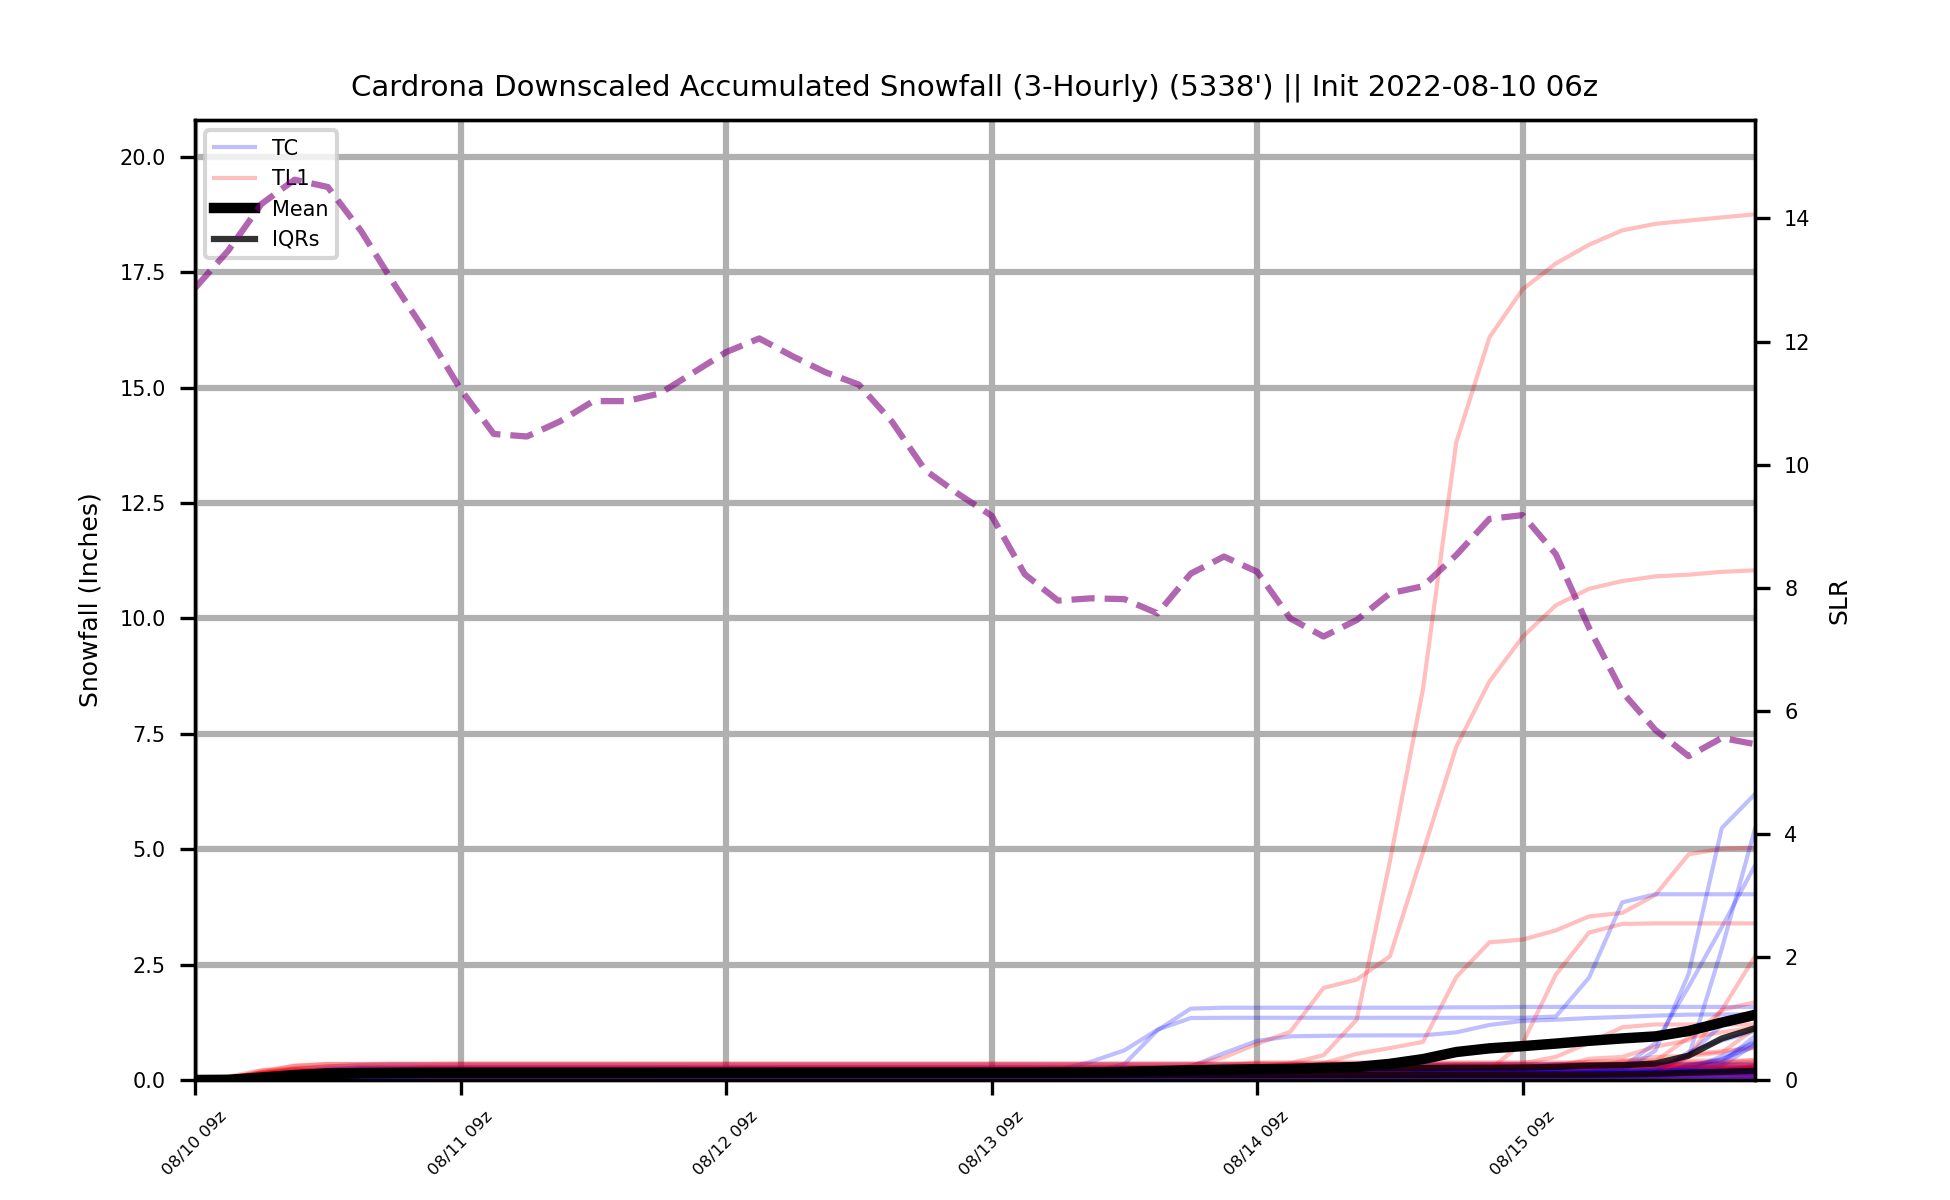 Cardrona Downscaled Accumulated Snowfall (3-Hourly) (5338') || Init 2022-08-10 06z
TC
TL1
Mean
IQRs
20.0
17.5
15.0
12.5
10.0
7.5
5.0
2.5
0.0
Snowfall (Inches)
14
12
10
8
6
4
2
0
SLR
08/10 09z
08/11 09z
08/12 09z
08/13 09z
08/14 09z
08/15 09z